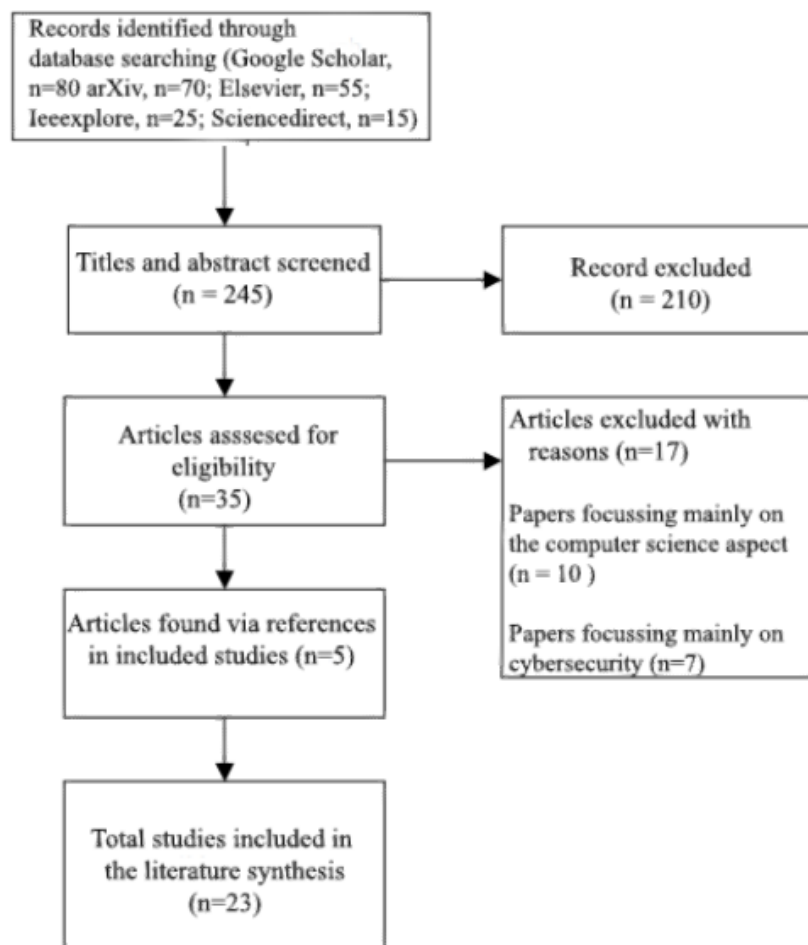 Records identified through
database searching (Google Scholar,
n=80 arXiv, n=70; Elsevier, n=55;
Ieeexplore, n=25; Sciencedirect, n=15)
Titles and abstract screened
(n = 245)
Record excluded
(n = 210)
Articles asssesed for
eligibility
(n=35)
Articles excluded with
reasons (n=17)
Papers focussing mainly on
the computer science aspect
(n = 10 )
Papers focussing mainly on
cybersecurity (n=7)
Articles found via references
in included studies (n=5)
Total studies included in
the literature synthesis
(n=23)